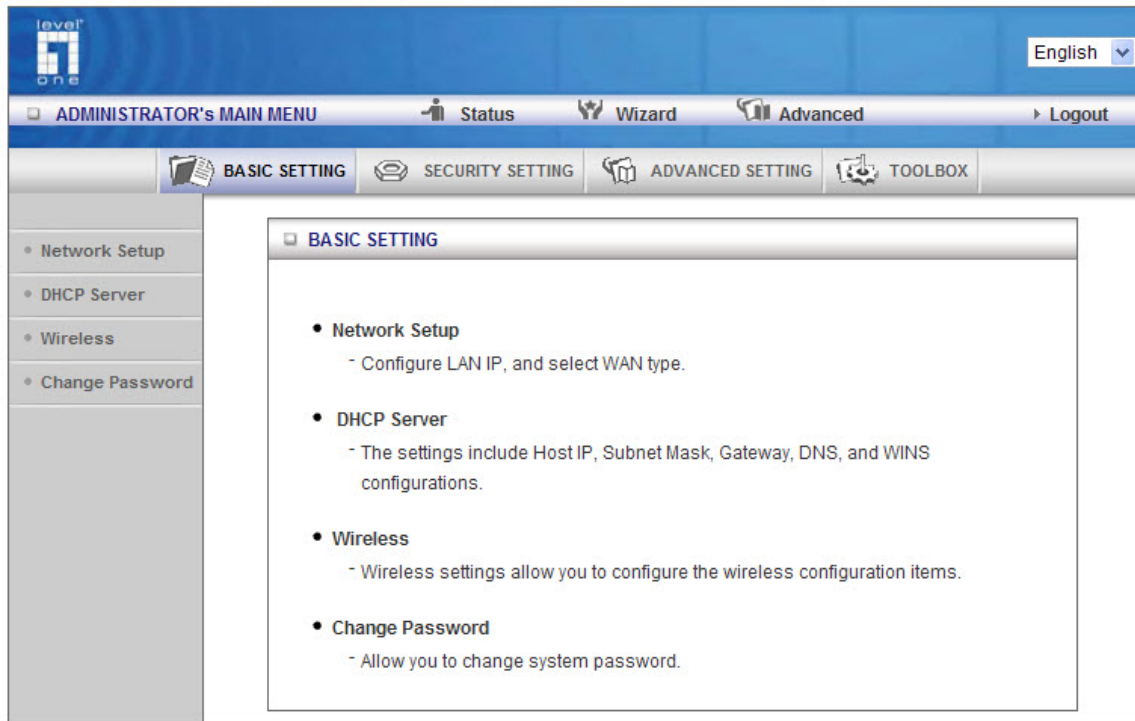 level
one
English
ADMINISTRATOR's MAIN MENU Status Wizard Advanced Logout
BASIC SETTING SECURITY SETTING ADVANCED SETTING TOOLBOX
Network Setup
DHCP Server
Wireless
Change Password
BASIC SETTING
• Network Setup
- Configure LAN IP, and select WAN type.
• DHCP Server
- The settings include Host IP, Subnet Mask, Gateway, DNS, and WINS
configurations.
• Wireless
- Wireless settings allow you to configure the wireless configuration items.
• Change Password
- Allow you to change system password.